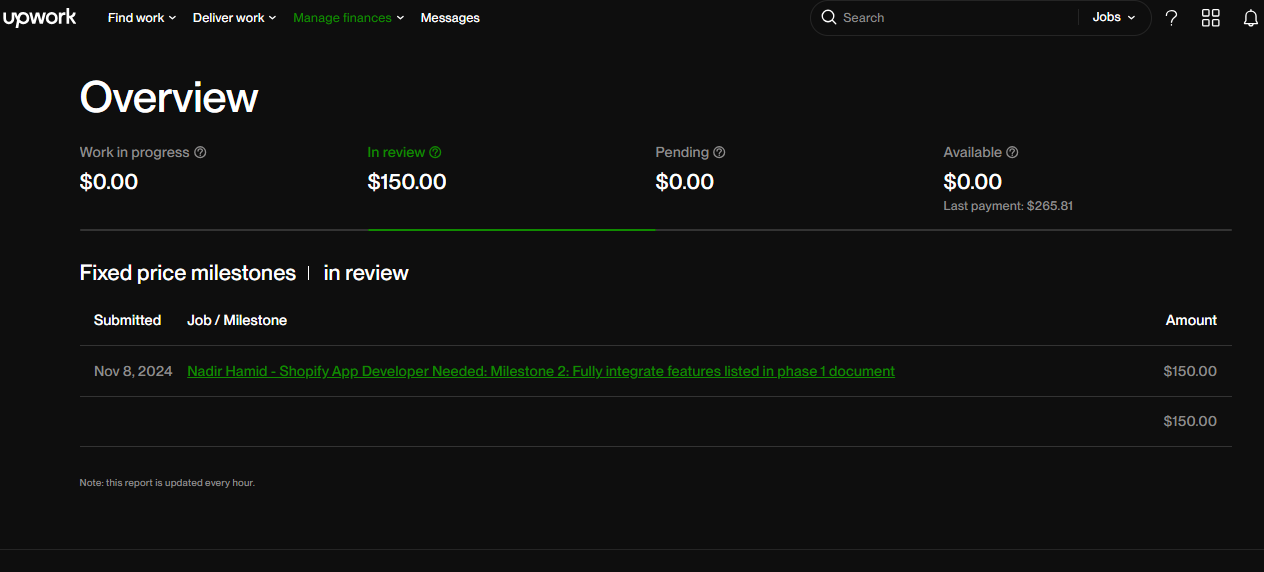 upwork Find work Deliver work Manage finances Messages Search Jobs
Overview
Work in progress In review Pending Available
$0.00 $150.00 $0.00 $0.00
Last payment: $265.81
Fixed price milestones | in review
Submitted Job / Milestone Amount
Nov 8, 2024 Nadir Hamid - Shopify App Developer Needed: Milestone 2: Fully integrate features listed in phase 1 document $150.00
$150.00
Note: this report is updated every hour.